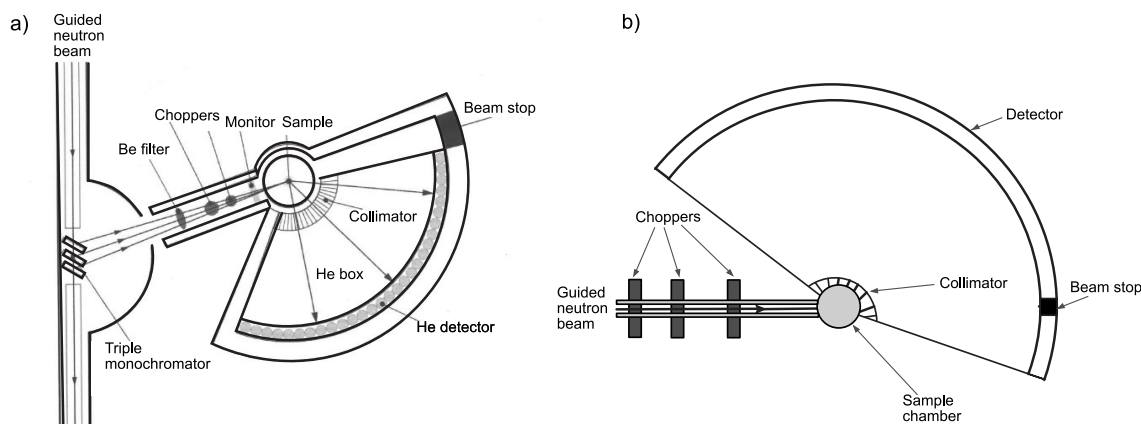 a)
Guided
neutron
beam
Choppers
Monitor Sample
Be filter
Beam stop
Collimator
He box
He detector
Triple
monochromator
b)
Detector
Choppers
Guided
neutron
beam
Collimator
Beam stop
Sample
chamber